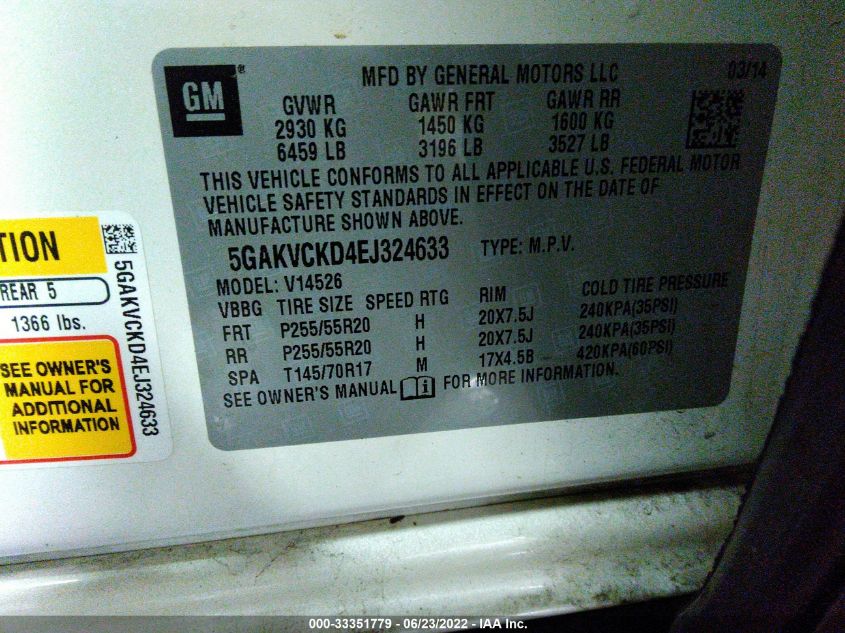 GM
®
MFD BY GENERAL MOTORS LLC 03/14
GVWR GAWR FRT GAWR RR
2930 KG 1450 KG 1600 KG
6459 LB 3196 LB 3527 LB
THIS VEHICLE CONFORMS TO ALL APPLICABLE U.S. FEDERAL MOTOR
VEHICLE SAFETY STANDARDS IN EFFECT ON THE DATE OF
MANUFACTURE SHOWN ABOVE.
5GAKVCKD4EJ324633 TYPE: M.P.V.
MODEL: V14526
VBBG TIRE SIZE SPEED RTG RIM COLD TIRE PRESSURE
FRT P255/55R20 H 20X7.5J 240KPA(35PSI)
RR P255/55R20 H 20X7.5J 240KPA(35PSI)
SPA T145/70R17 M 17X4.5B 420KPA(60PSI)
SEE OWNER'S MANUAL i FOR MORE INFORMATION.
TION
REAR 5
1366 lbs.
SEE OWNER'S
MANUAL FOR
ADDITIONAL
INFORMATION
5GAKVCKD4EJ324633
000-33351779 - 06/23/2022 - IAA Inc.